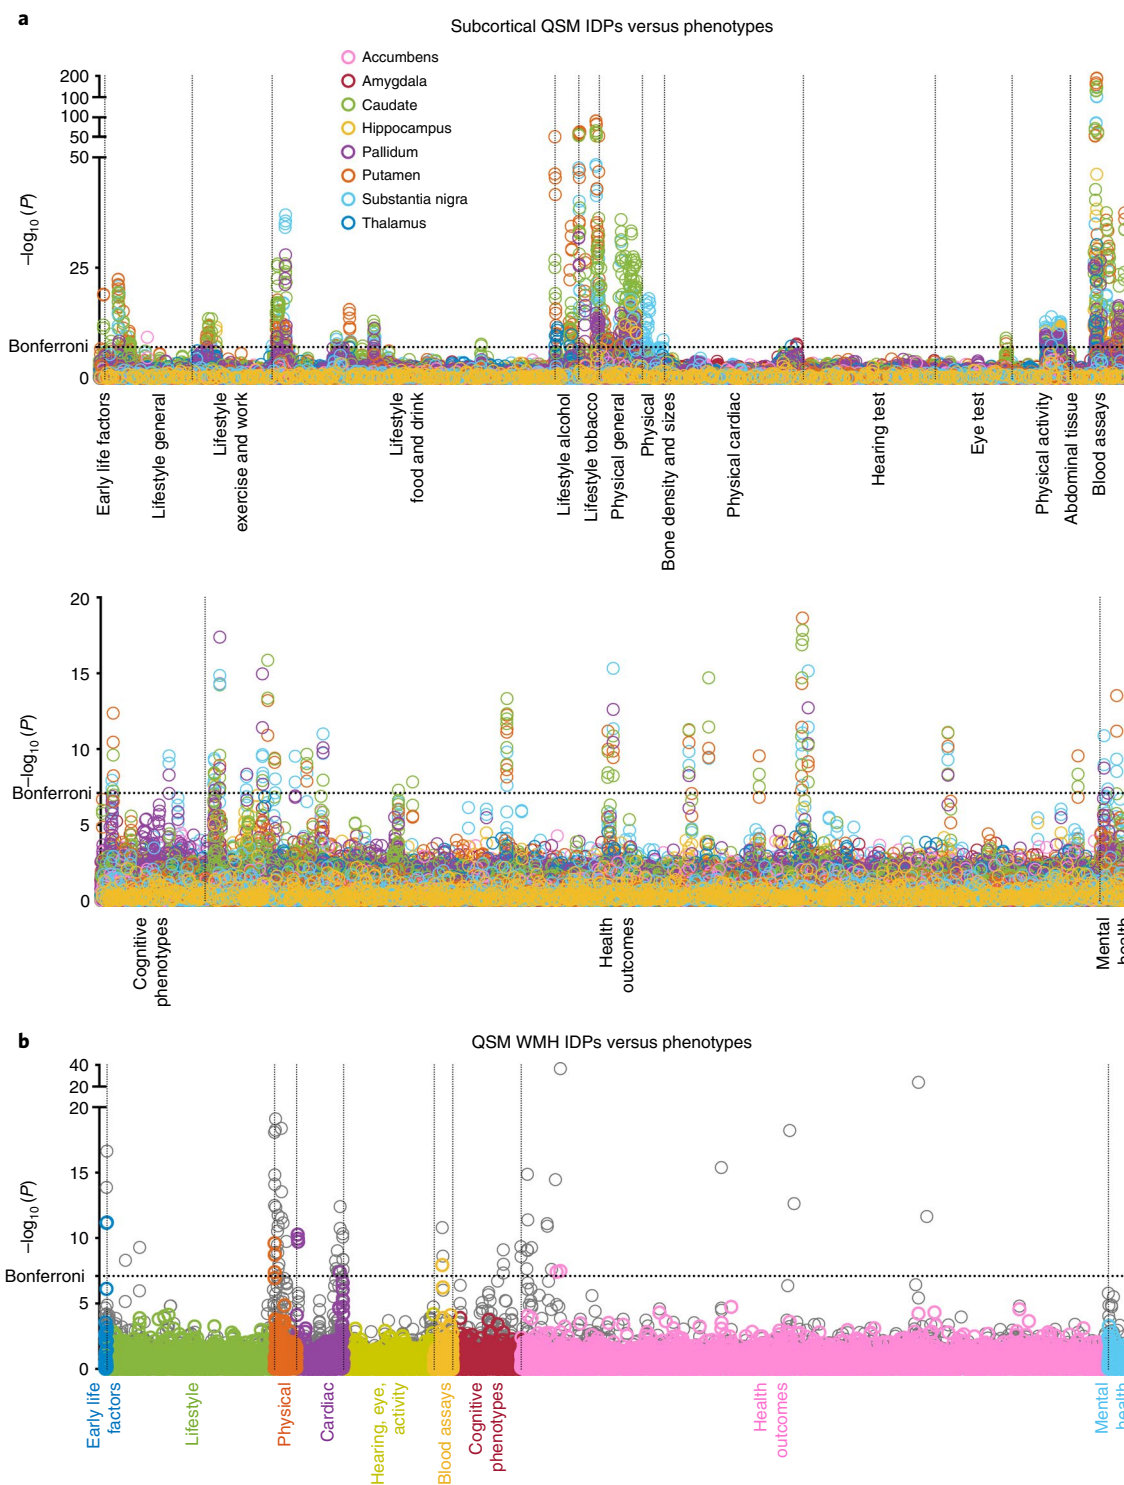 a
Subcortical QSM IDPs versus phenotypes
Accumbens
Amygdala
Caudate
Hippocampus
Pallidum
Putamen
Substantia nigra
Thalamus
200
100
100
50
50
25
Bonferroni
0
–log10 (P)
Early life factors
Lifestyle general
Lifestyle
exercise and work
Lifestyle
food and drink
Lifestyle alcohol
Lifestyle tobacco
Physical general
Physical
Bone density and sizes
Physical cardiac
Hearing test
Eye test
Physical activity
Abdominal tissue
Blood assays
20
15
10
Bonferroni
5
0
–log10 (P)
Cognitive
phenotypes
Health
outcomes
Mental
health
b
QSM WMH IDPs versus phenotypes
40
20
20
15
10
Bonferroni
5
0
–log10 (P)
Early life
factors
Lifestyle
Physical
Cardiac
Hearing, eye,
activity
Blood assays
Cognitive
phenotypes
Health
outcomes
Mental
health